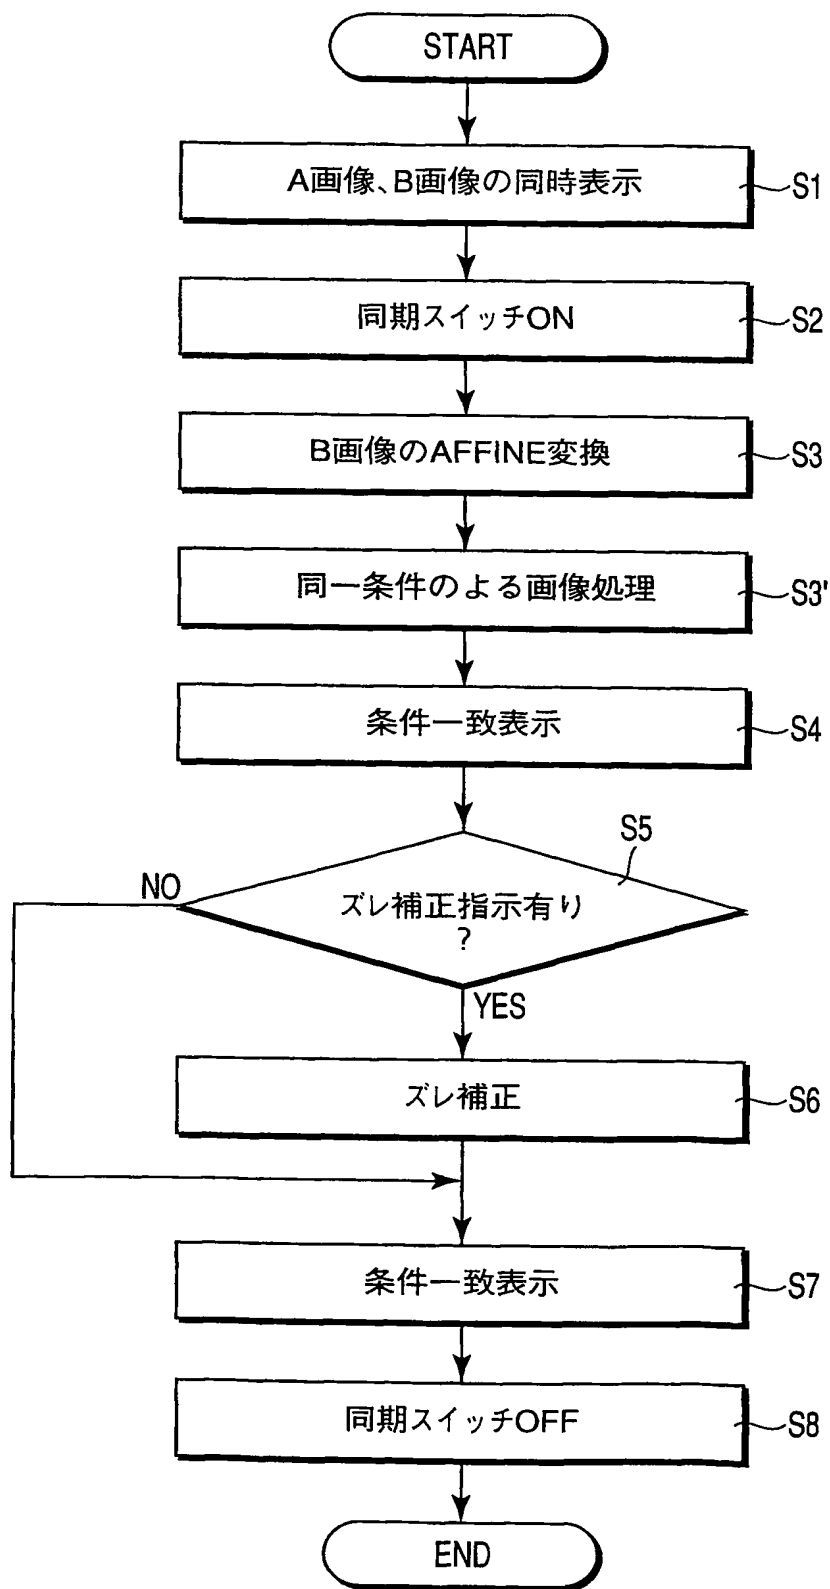 START
A画像、B画像の同時表示
S1
同期スイッチON
S2
B画像のAFFINE変換
S3
同一条件のよる画像処理
S3'
条件一致表示
S4
S5
NO
ズレ補正指示有り
?
YES
ズレ補正
S6
条件一致表示
S7
同期スイッチOFF
S8
END